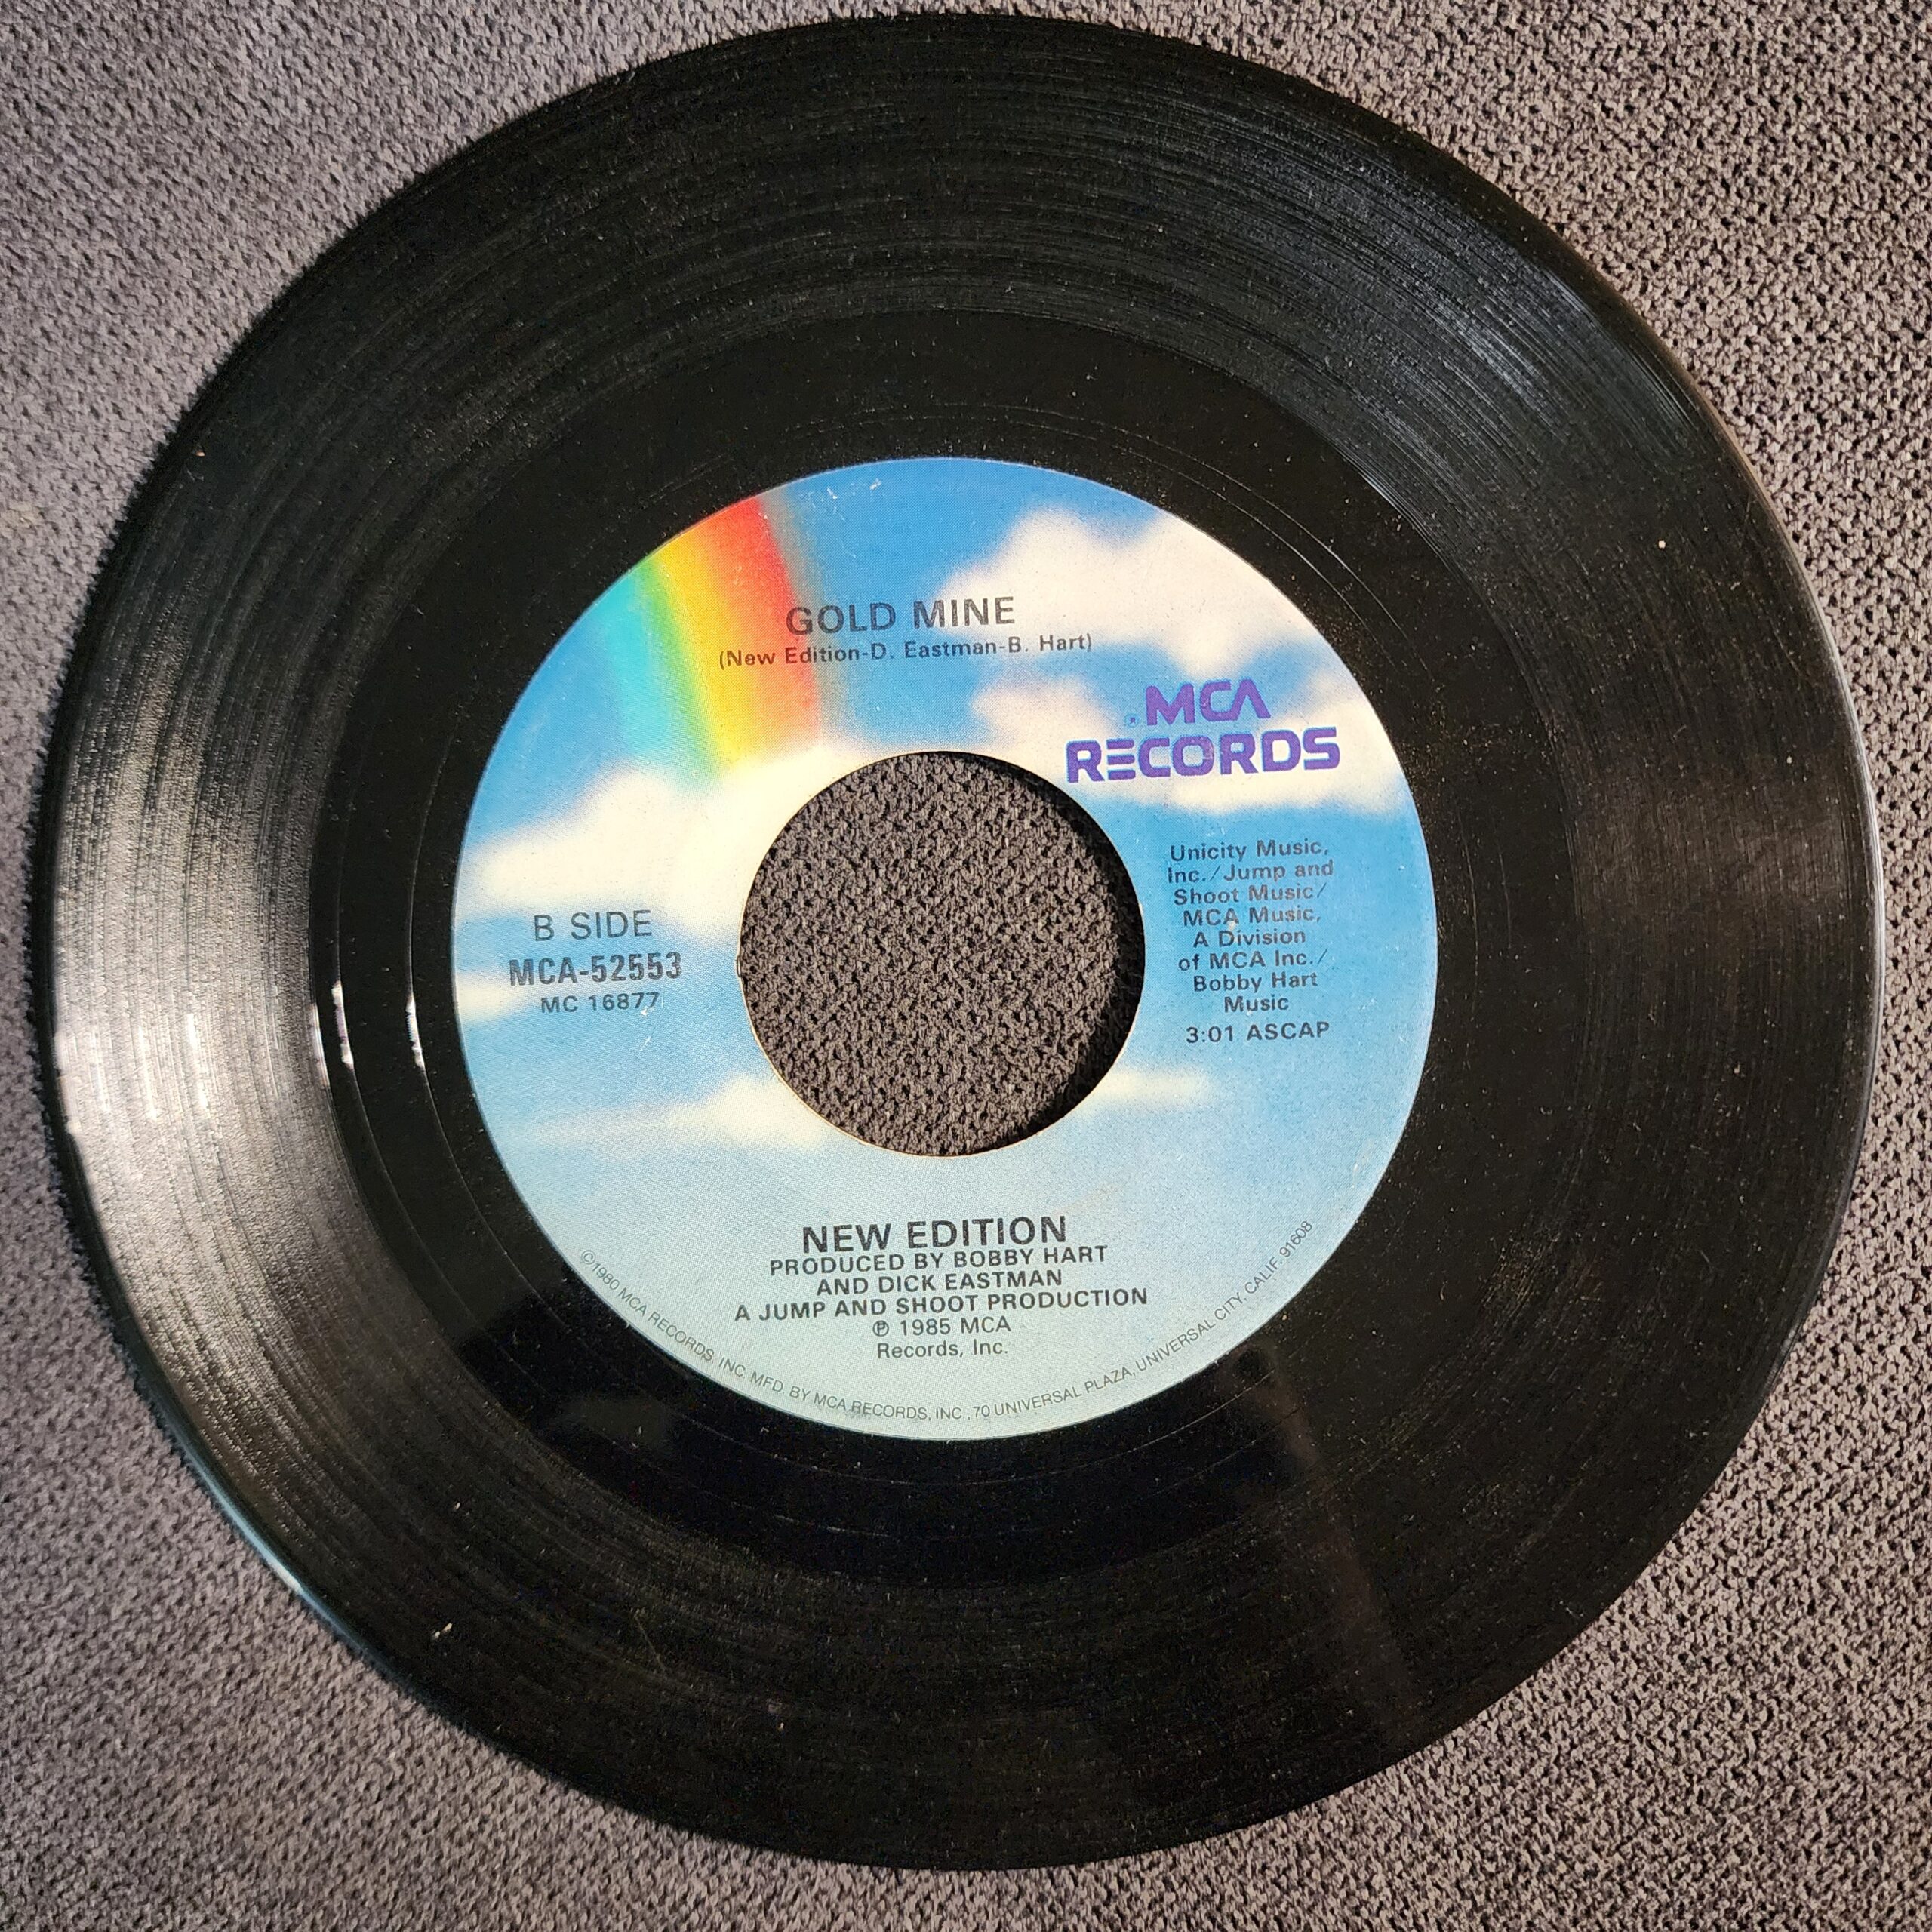 GOLD MINE
(New Edition-D. Eastman-B. Hart)
MCA
RECORDS
B SIDE
MCA-52553
MC 16877
Unicity Music,
Inc./Jump and
Shoot Music/
MCA Music,
A Division
of MCA Inc./
Bobby Hart
Music
3:01 ASCAP
NEW EDITION
PRODUCED BY BOBBY HART
AND DICK EASTMAN
A JUMP AND SHOOT PRODUCTION
℗ 1985 MCA
Records, Inc.
©1980 MCA RECORDS, INC. MFD. BY MCA RECORDS, INC., 70 UNIVERSAL PLAZA, UNIVERSAL CITY, CALIF. 91608